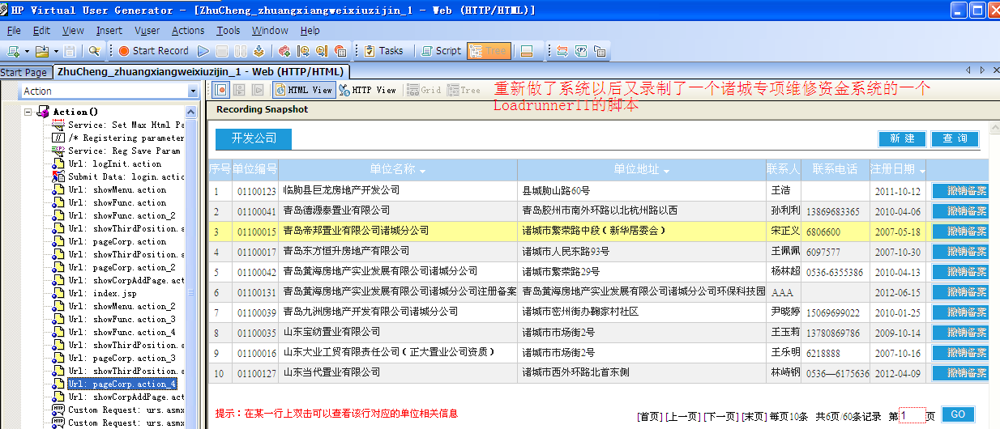 HP Virtual User Generator - [ZhuCheng_zhuangxiangweixiuzijin_1 - Web (HTTP/HTML)]
File Edit View Insert Vuser Actions Tools Window Help
Start Record Tasks Script Tree
Start Page ZhuCheng_zhuangxiangweixiuzijin_1 - Web (HTTP/HTML)
Action
HTML View HTTP View Grid Tree
重新做了系统以后又录制了一个诸城专项维修资金系统的一个
Loadrunner11的脚本
Action()
Service: Set Max Html Pa
/* Registering parameter
Service: Reg Save Param
Url: logInit.action
Submit Data: login.actio
Url: showMenu.action
Url: showFunc.action
Url: showFunc.action_2
Url: showThirdPosition.a
Url: pageCorp.action
Url: showThirdPosition.a
Url: pageCorp.action_2
Url: showCorpAddPage.act
Url: index.jsp
Url: showMenu.action_2
Url: showFunc.action_3
Url: showFunc.action_4
Url: showThirdPosition.a
Url: pageCorp.action_3
Url: showThirdPosition.a
Url: pageCorp.action_4
Url: showCorpAddPage.act
Custom Request: urs.asmx
Custom Request: urs.asmx
Recording Snapshot
开发公司 新 建 查 询
序号 单位编号 单位名称 单位地址 联系人 联系电话 注册日期
1 01100123 临朐县巨龙房地产开发公司 县城朐山路60号 王浩 2011-10-12 撤销备案
2 01100041 青岛德源泰置业有限公司 青岛胶州市南外环路以北杭州路以西 孙利利 13869683365 2010-04-06 撤销备案
3 01100015 青岛帝邦置业有限公司诸城分公司 诸城市繁荣路中段（新华居委会） 宋正义 6806600 2007-05-18 撤销备案
4 01100017 青岛东方恒升房地产有限公司 诸城市人民东路93号 王佩佩 6097577 2007-10-30 撤销备案
5 01100042 青岛黄海房地产实业发展有限公司诸城分公司 诸城市繁荣路29号 杨林超 0536-6355386 2010-04-13 撤销备案
6 01100131 青岛黄海房地产实业发展有限公司诸城分公司注册备案 青岛黄海房地产实业发展有限公司诸城分公司环保科技园 AAA 2012-06-15 撤销备案
7 01100039 青岛九洲房地产开发有限公司诸城分公司 诸城市密州街办鞠家村社区 尹晓婷 15069699022 2010-01-25 撤销备案
8 01100035 山东宝纺置业有限公司 诸城市市场街2号 王玉莉 13780869786 2009-10-14 撤销备案
9 01100016 山东大业工贸有限责任公司（正大置业公司资质） 诸城市市场街2号 王乐明 6218888 2007-10-16 撤销备案
10 01100127 山东当代置业有限公司 诸城市西外环路北首东侧 林峙钢 0536—6175636 2012-04-09 撤销备案
提示：在某一行上双击可以查看该行对应的单位相关信息
[首页] [上一页] [下一页] [末页] 每页10条 共6页/60条记录 第1页 GO